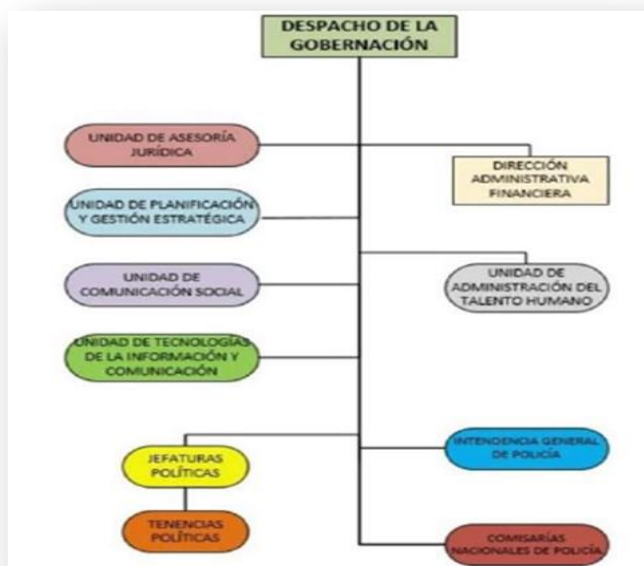 DESPACHO DE LA
GOBERNACIÓN
UNIDAD DE ASESORÍA
JURÍDICA
DIRECCIÓN
ADMINISTRATIVA
FINANCIERA
UNIDAD DE PLANIFICACIÓN
Y GESTIÓN ESTRATÉGICA
UNIDAD DE
COMUNICACIÓN SOCIAL
UNIDAD DE
ADMINISTRACIÓN DEL
TALENTO HUMANO
UNIDAD DE TECNOLOGÍAS
DE LA INFORMACIÓN Y
COMUNICACIÓN
JEFATURAS
POLÍTICAS
INTENDENCIA GENERAL
DE POLICÍA
TENENCIAS
POLÍTICAS
COMISARÍAS
NACIONALES DE POLICÍA.